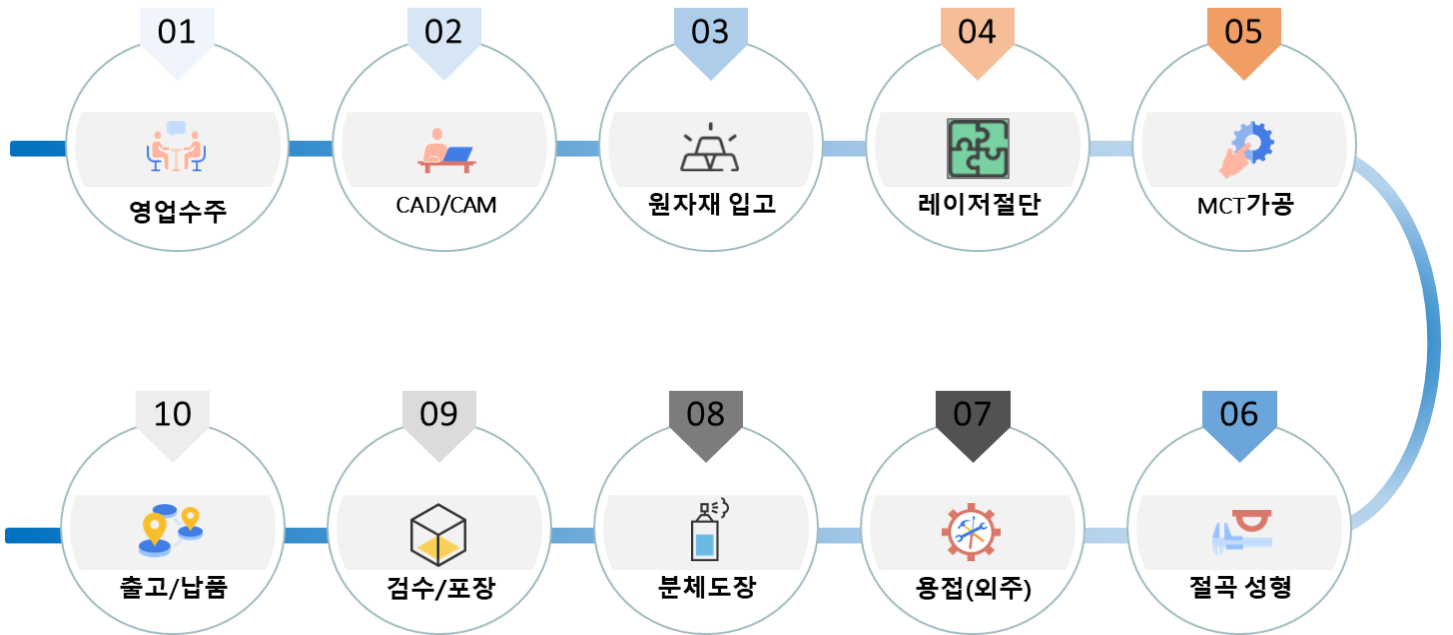 01
영업수주
02
CAD/CAM
03
원자재 입고
04
레이저절단
05
MCT가공
06
절곡 성형
07
용접(외주)
08
분체도장
09
검수/포장
10
출고/납품